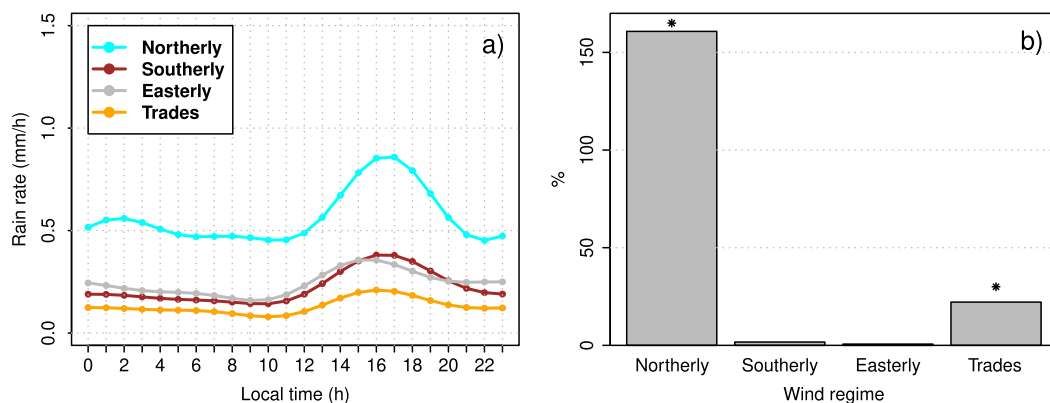 a)
Northerly
Southerly
Easterly
Trades
Rain rate (mm/h)
1.5
1.0
0.5
0.0
0 2 4 6 8 10 12 14 16 18 20 22
Local time (h)
b)
%
150
100
50
0
*
*
Northerly Southerly Easterly Trades
Wind regime